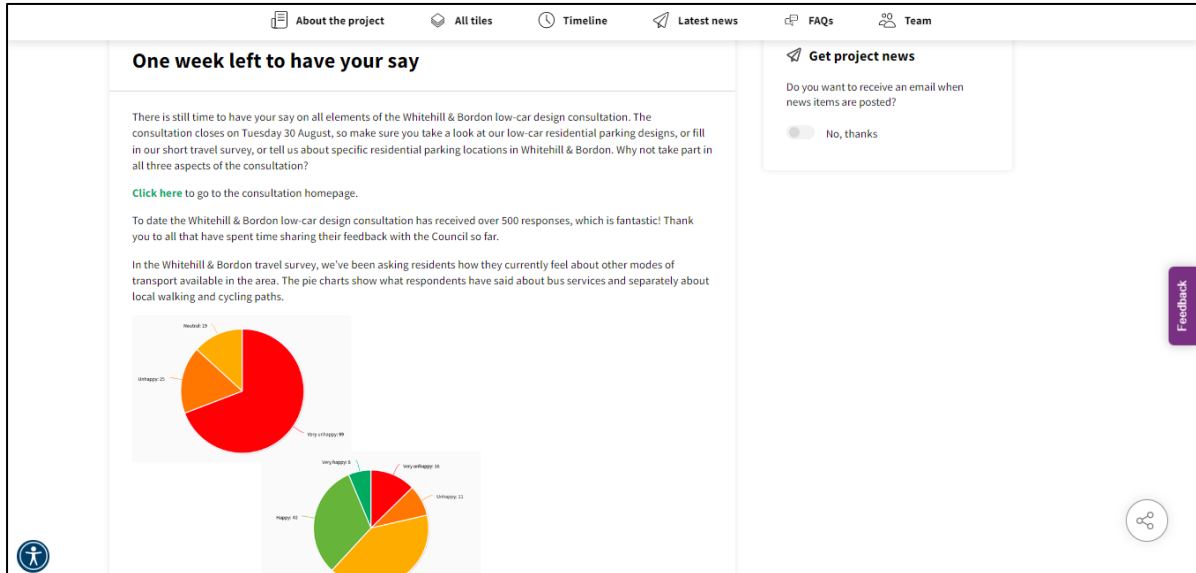 About the project
All tiles
Timeline
Latest news
FAQs
Team
One week left to have your say
There is still time to have your say on all elements of the Whitehill & Bordon low-car design consultation. The
consultation closes on Tuesday 30 August, so make sure you take a look at our low-car residential parking designs, or fill
in our short travel survey, or tell us about specific residential parking locations in Whitehill & Bordon. Why not take part in
all three aspects of the consultation?
Click here to go to the consultation homepage.
To date the Whitehill & Bordon low-car design consultation has received over 500 responses, which is fantastic! Thank
you to all that have spent time sharing their feedback with the Council so far.
In the Whitehill & Bordon travel survey, we've been asking residents how they currently feel about other modes of
transport available in the area. The pie charts show what respondents have said about bus services and separately about
local walking and cycling paths.
Neutral: 19
Unhappy: 25
Very unhappy: 99
Very happy: 8
Very unhappy: 16
Unhappy: 11
Happy:
Get project news
Do you want to receive an email when
news items are posted?
No, thanks
Feedback